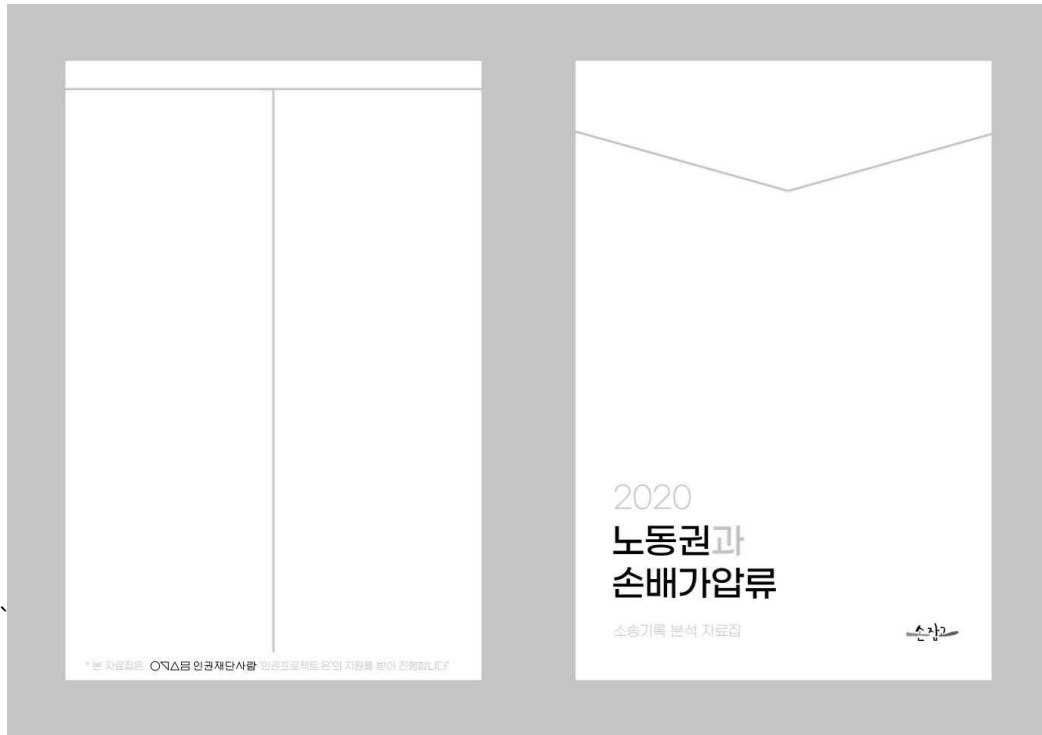 * 본 자료집은 인권재단사람 '인권프로젝트-온'의 지원을 받아 진행합니다*
2020
노동권과
손배가압류
소송기록 분석 자료집
손잡고